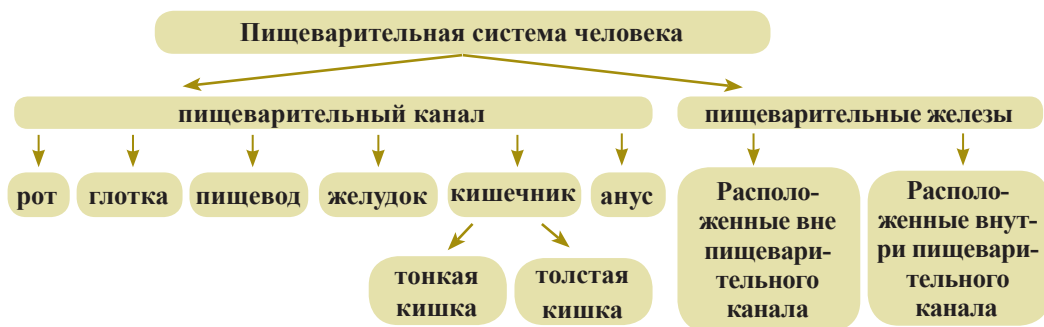 Пищеварительная система человека
пищеварительный канал
пищеварительные железы
рот
глотка
пищевод
желудок
кишечник
анус
тонкая
кишка
толстая
кишка
Располо-
женные вне
пищевари-
тельного
канала
Располо-
женные внут-
ри пищевари-
тельного
канала